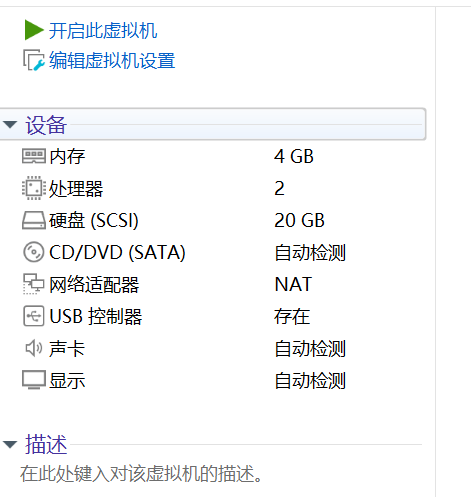 开启此虚拟机
编辑虚拟机设置
设备
内存 4 GB
处理器 2
硬盘 (SCSI) 20 GB
CD/DVD (SATA) 自动检测
网络适配器 NAT
USB 控制器 存在
声卡 自动检测
显示 自动检测
描述
在此处键入对该虚拟机的描述。